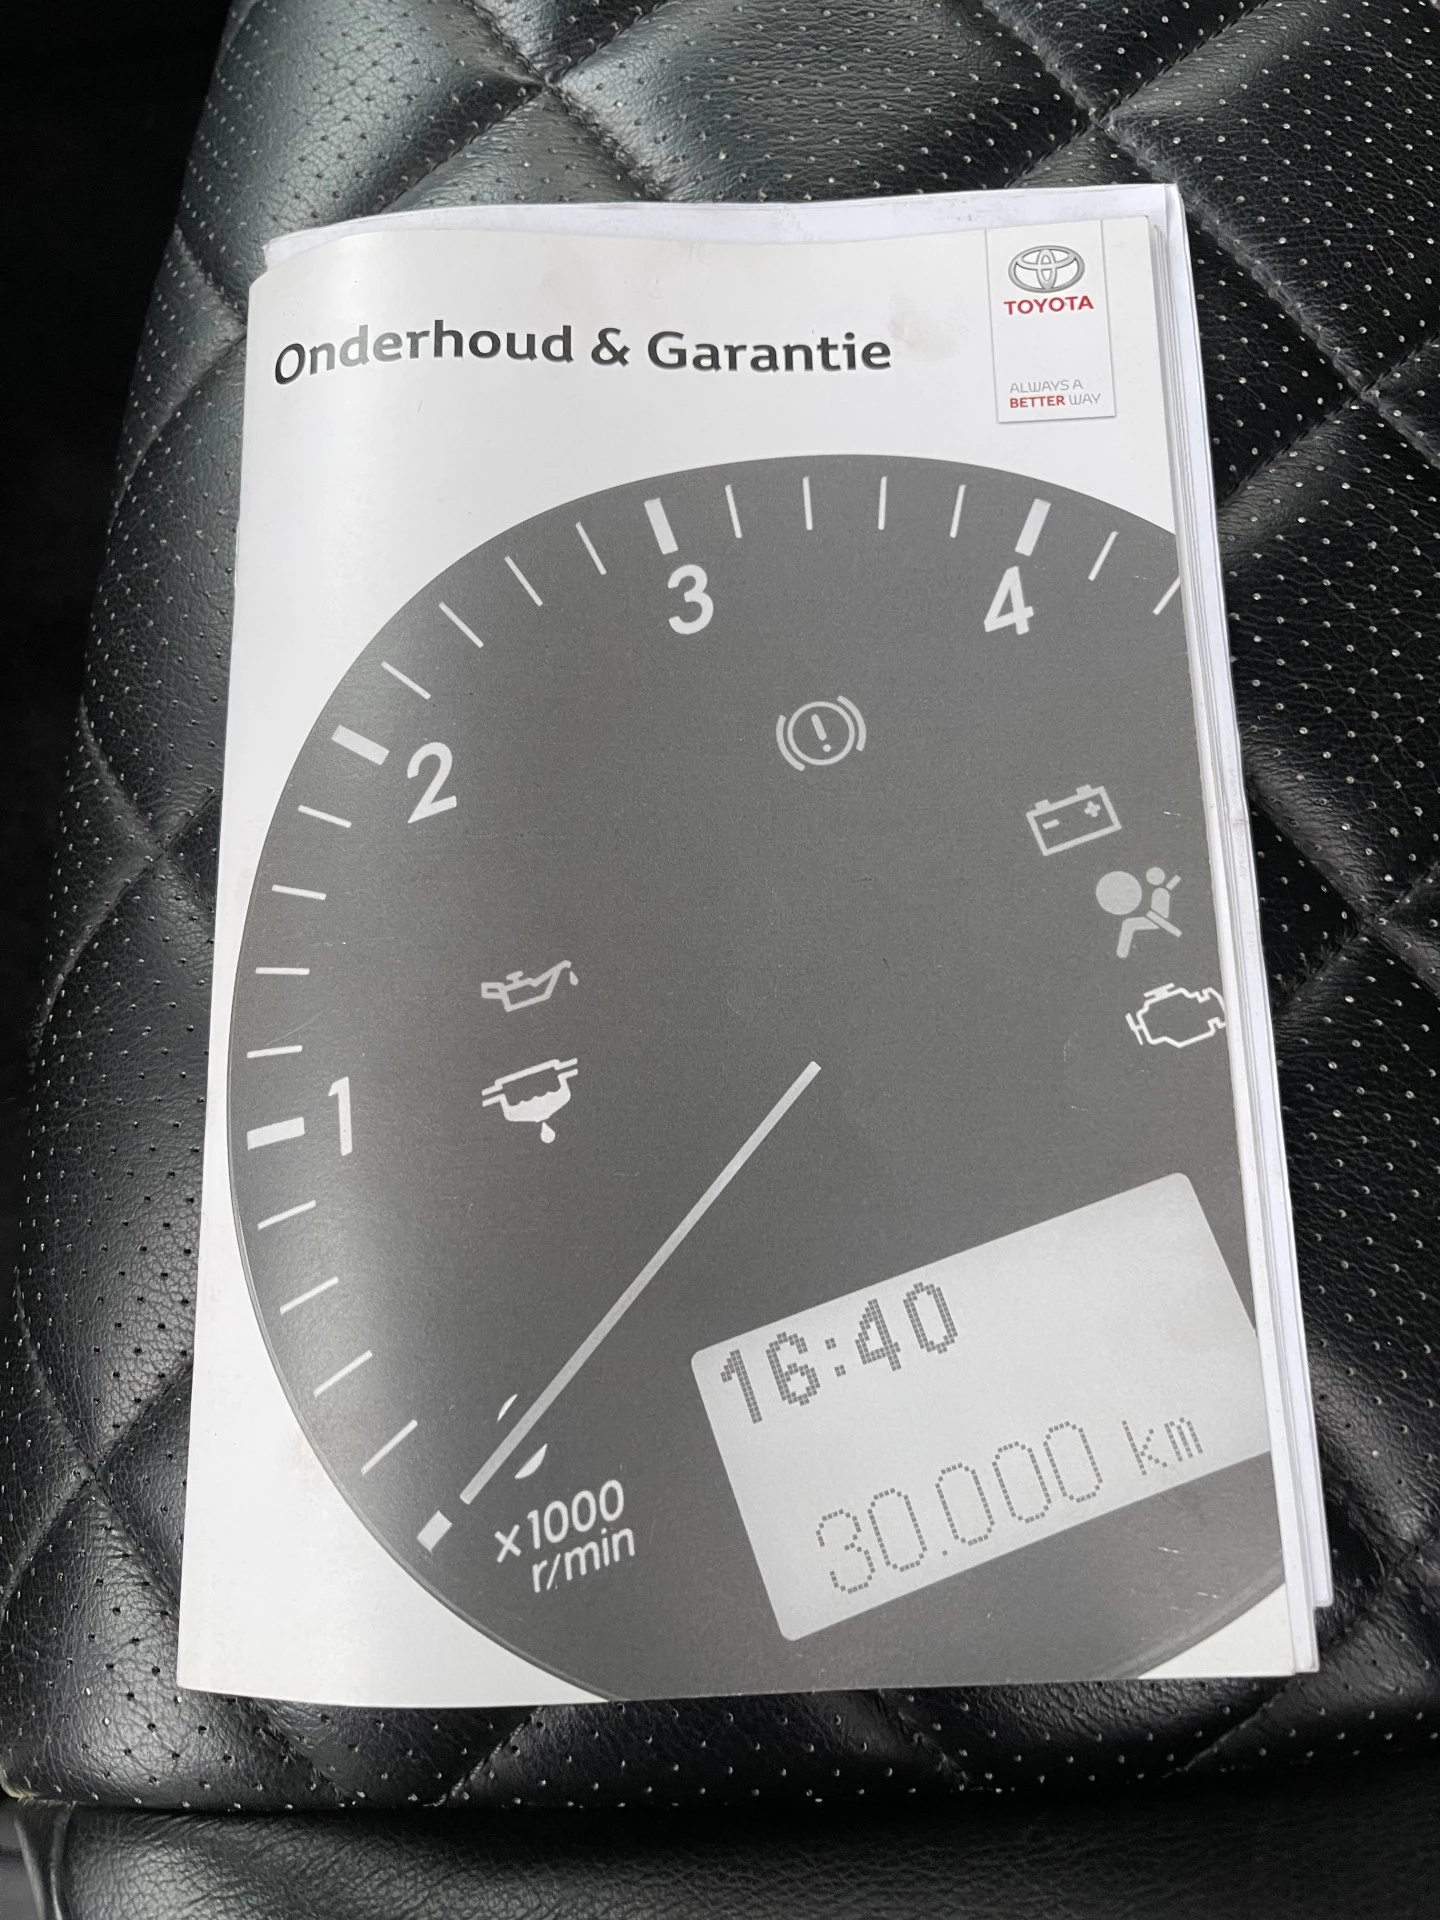 Onderhoud & Garantie
TOYOTA
ALWAYS A
BETTER WAY
3
4
2
1
x1000
r/min
16:40
30.000 km